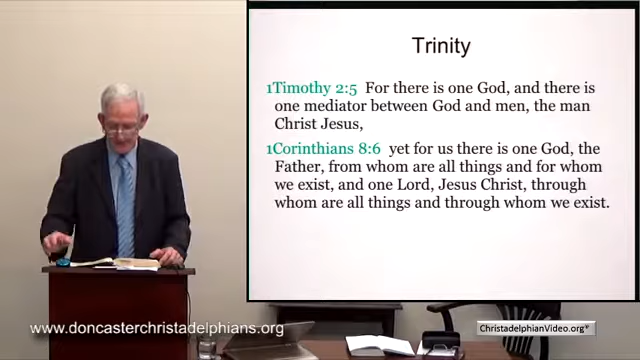 Trinity
1Timothy 2:5 For there is one God, and there is
one mediator between God and men, the man
Christ Jesus,
1Corinthians 8:6 yet for us there is one God, the
Father, from whom are all things and for whom
we exist, and one Lord, Jesus Christ, through
whom are all things and through whom we exist.
www.doncasterchristadelphians.org
ChristadelphianVideo.org®